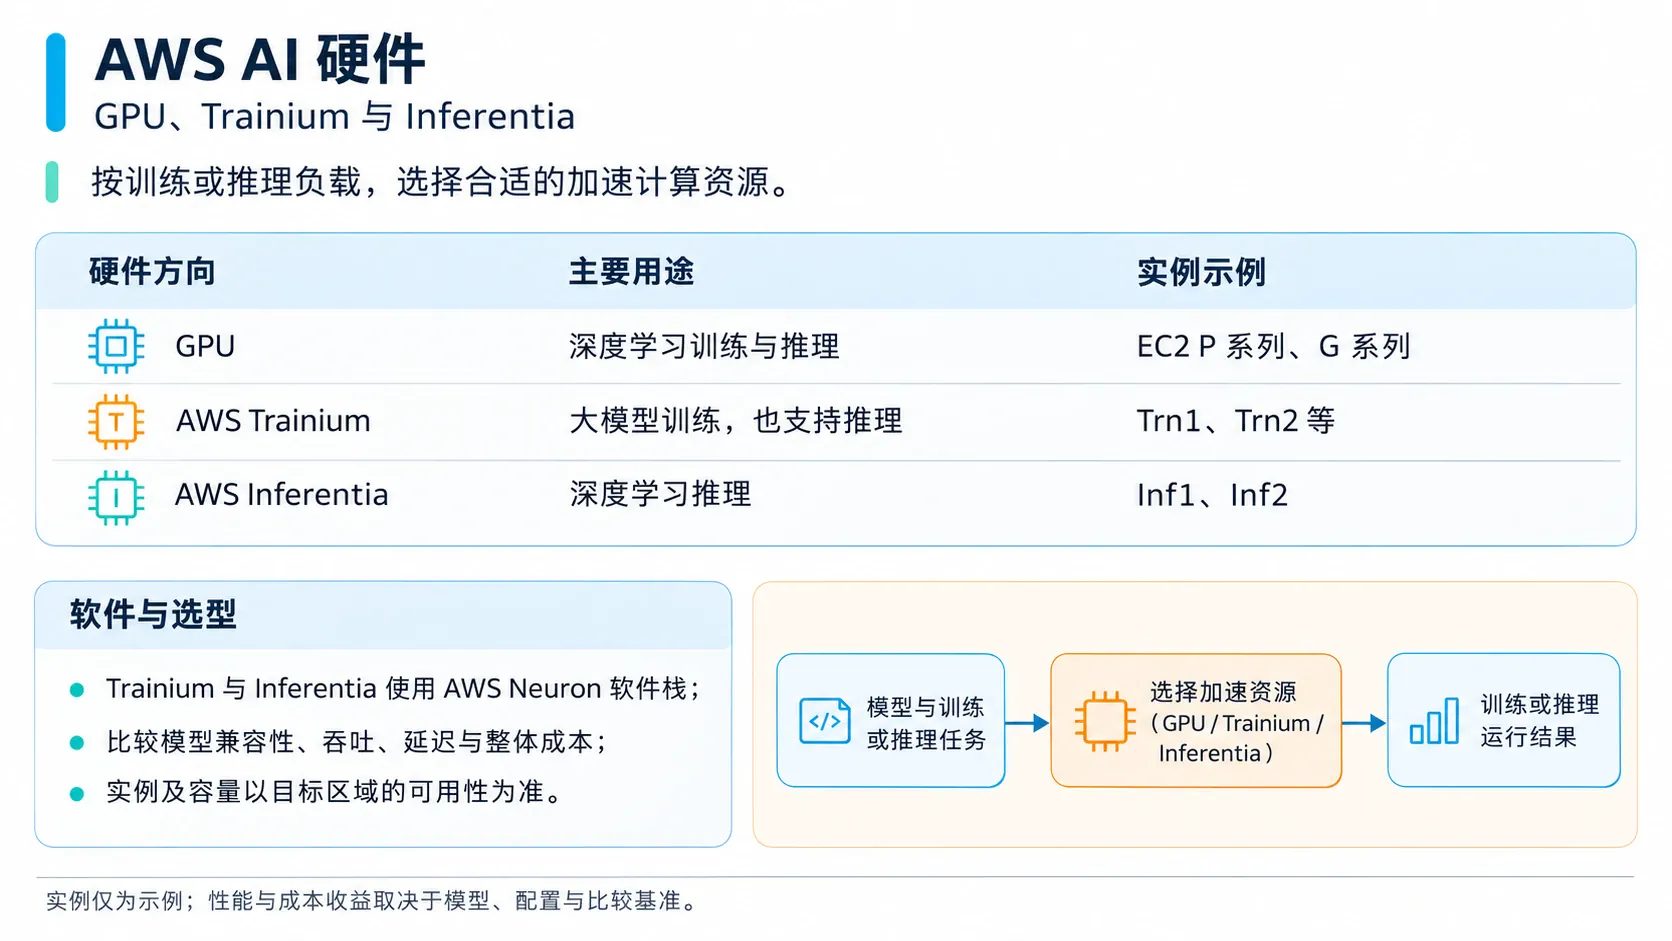 AWS AI 硬件
GPU、Trainium 与 Inferentia
按训练或推理负载，选择合适的加速计算资源。
硬件方向 主要用途 实例示例
GPU 深度学习训练与推理 EC2 P 系列、G 系列
T AWS Trainium 大模型训练，也支持推理 Trn1、Trn2 等
I AWS Inferentia 深度学习推理 Inf1、Inf2
软件与选型
Trainium 与 Inferentia 使用 AWS Neuron 软件栈；
比较模型兼容性、吞吐、延迟与整体成本；
实例及容量以目标区域的可用性为准。
</>
模型与训练
或推理任务
选择加速资源
（GPU / Trainium /
Inferentia）
训练或推理
运行结果
实例仅为示例；性能与成本收益取决于模型、配置与比较基准。